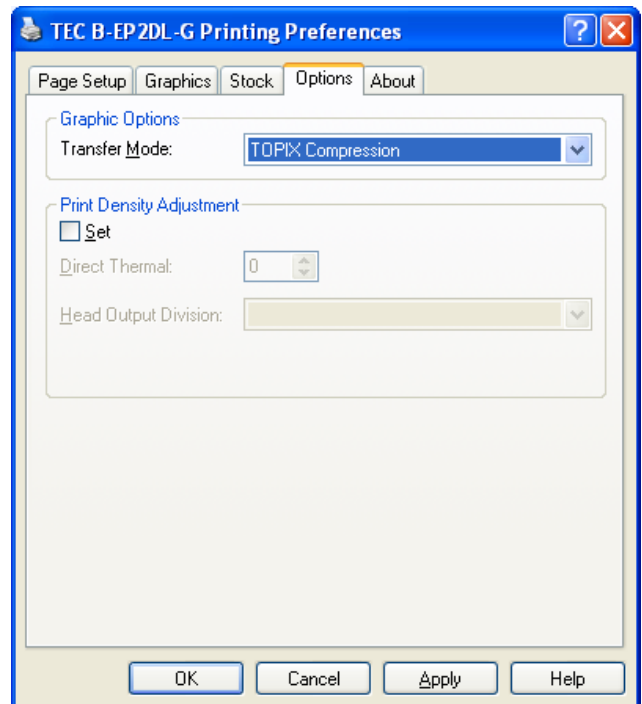 TEC B-EP2DL-G Printing Preferences
Page Setup Graphics Stock Options About
Graphic Options
Transfer Mode: TOPIX Compression
Print Density Adjustment
Set
Direct Thermal: 0
Head Output Division:
OK Cancel Apply Help